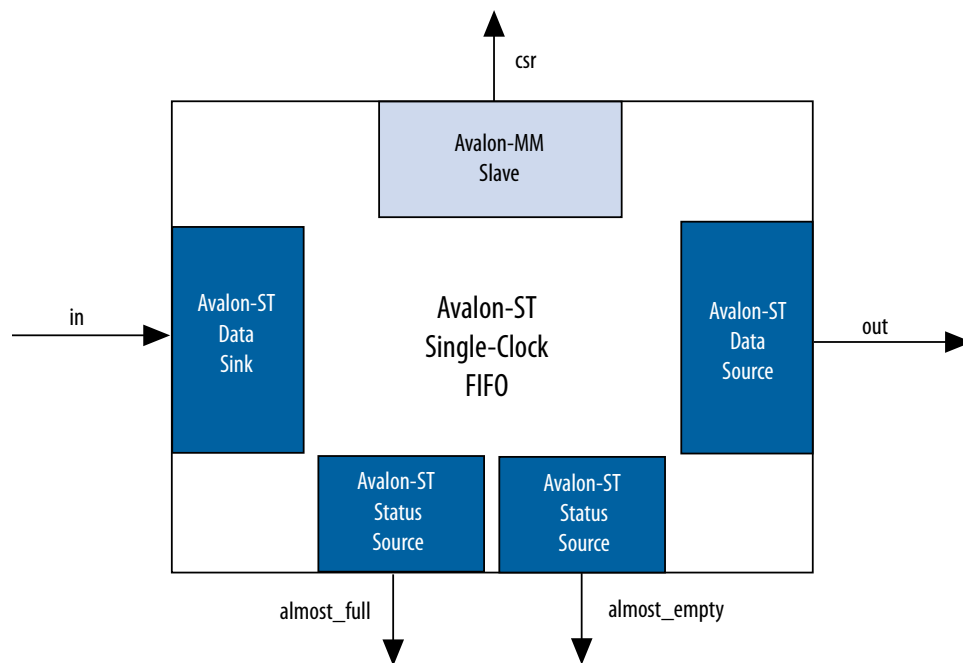 csr
Avalon-MM
Slave
Avalon-ST
Data
Sink
in
Avalon-ST
Single-Clock
FIFO
Avalon-ST
Data
Source
out
Avalon-ST
Status
Source
Avalon-ST
Status
Source
almost_full
almost_empty